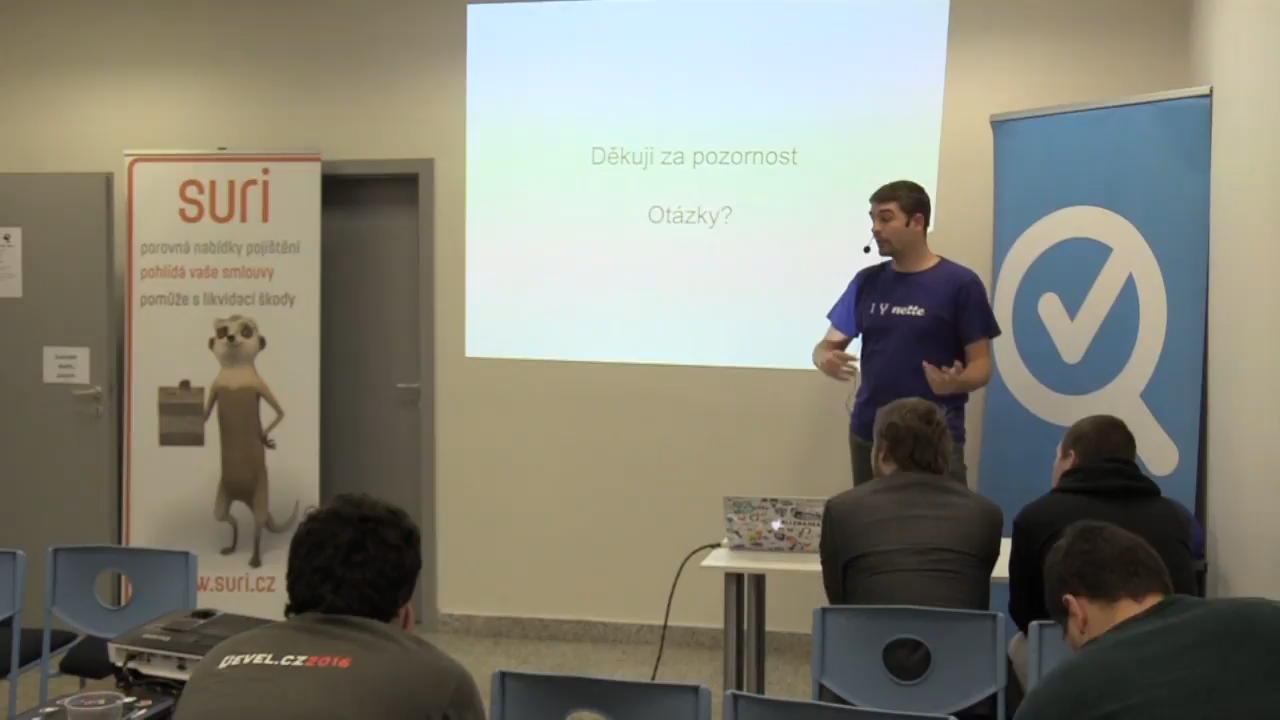 suri
porovná nabídky pojištění
pohlídá vaše smlouvy
pomůže s likvidací škody
w.suri.cz
Děkuji za pozornost
Otázky?
I Y nette
DEVEL.CZ2016